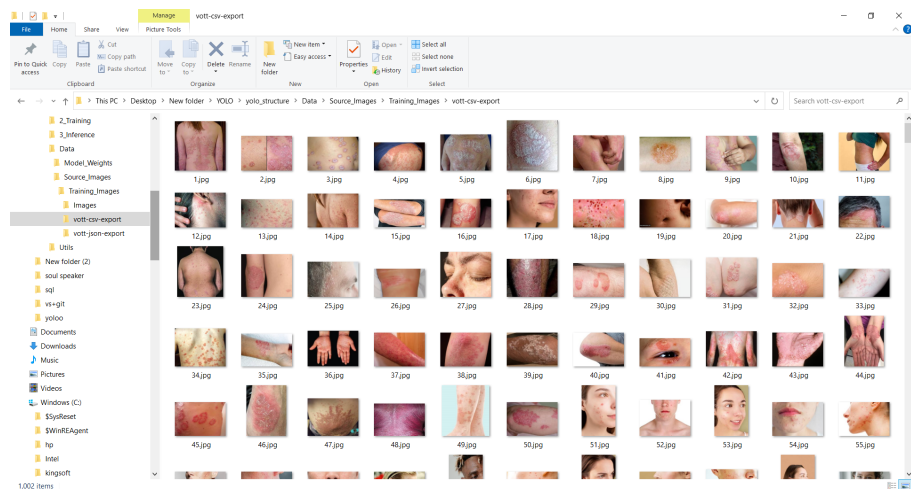 Manage
vott-csv-export
File
Home
Share
View
Picture Tools
Pin to Quick access
Copy
Paste
Cut
Copy path
Paste shortcut
Clipboard
Move to
Copy to
Delete
Rename
Organize
New folder
New item
Easy access
New
Properties
Open
Edit
History
Open
Select all
Select none
Invert selection
Select
This PC > Desktop > New folder > YOLO > yolo_structure > Data > Source_Images > Training_Images > vott-csv-export
Search vott-csv-export
2_Training
3_Inference
Data
Model_Weights
Source_Images
Training_Images
Images
vott-csv-export
vott-json-export
Utils
New folder (2)
soul speaker
sql
vs+git
yoloo
Documents
Downloads
Music
Pictures
Videos
Windows (C:)
$SysReset
$WinREAgent
hp
Intel
kingsoft
1.jpg 2.jpg 3.jpg 4.jpg 5.jpg 6.jpg 7.jpg 8.jpg 9.jpg 10.jpg 11.jpg
12.jpg 13.jpg 14.jpg 15.jpg 16.jpg 17.jpg 18.jpg 19.jpg 20.jpg 21.jpg 22.jpg
23.jpg 24.jpg 25.jpg 26.jpg 27.jpg 28.jpg 29.jpg 30.jpg 31.jpg 32.jpg 33.jpg
34.jpg 35.jpg 36.jpg 37.jpg 38.jpg 39.jpg 40.jpg 41.jpg 42.jpg 43.jpg 44.jpg
45.jpg 46.jpg 47.jpg 48.jpg 49.jpg 50.jpg 51.jpg 52.jpg 53.jpg 54.jpg 55.jpg
1,002 items